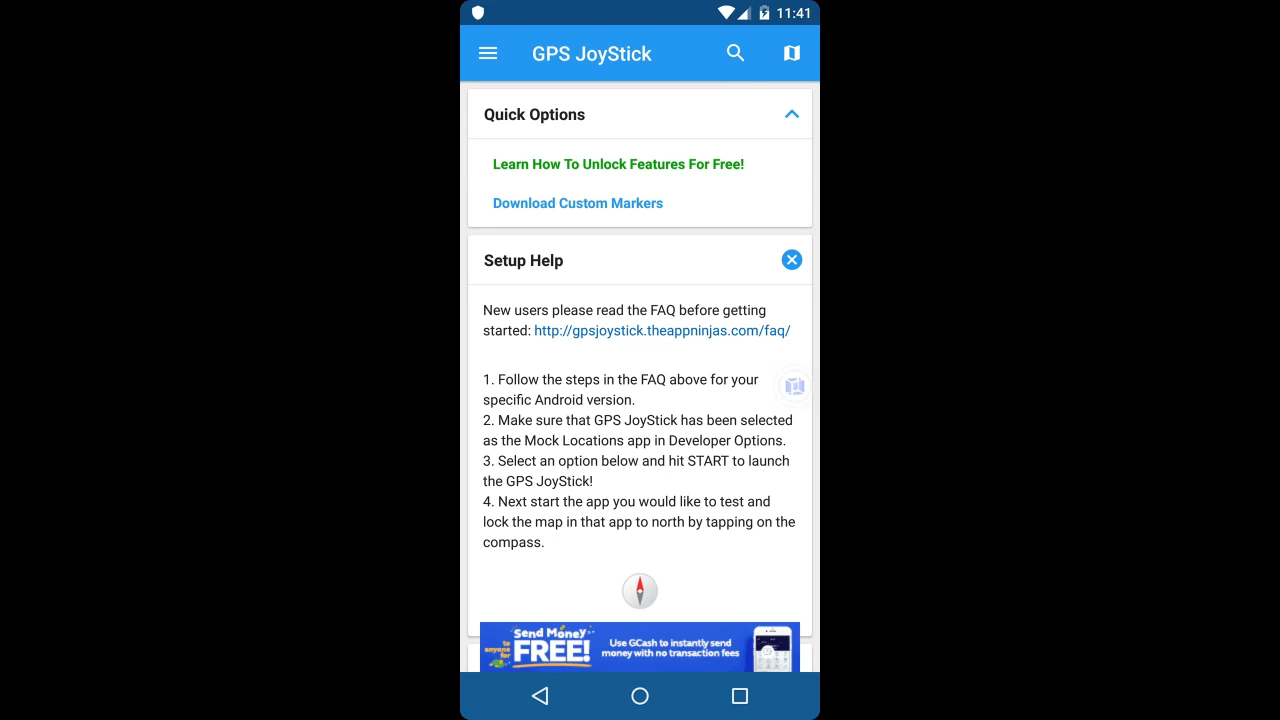 11:41
GPS JoyStick
Quick Options
Learn How To Unlock Features For Free!
Download Custom Markers
Setup Help
New users please read the FAQ before getting
started: http://gpsjoystick.theappninjas.com/faq/
1. Follow the steps in the FAQ above for your
specific Android version.
2. Make sure that GPS JoyStick has been selected
as the Mock Locations app in Developer Options.
3. Select an option below and hit START to launch
the GPS JoyStick!
4. Next start the app you would like to test and
lock the map in that app to north by tapping on the
compass.
Send Money
to anyone for FREE!
Use GCash to instantly send
money with no transaction fees